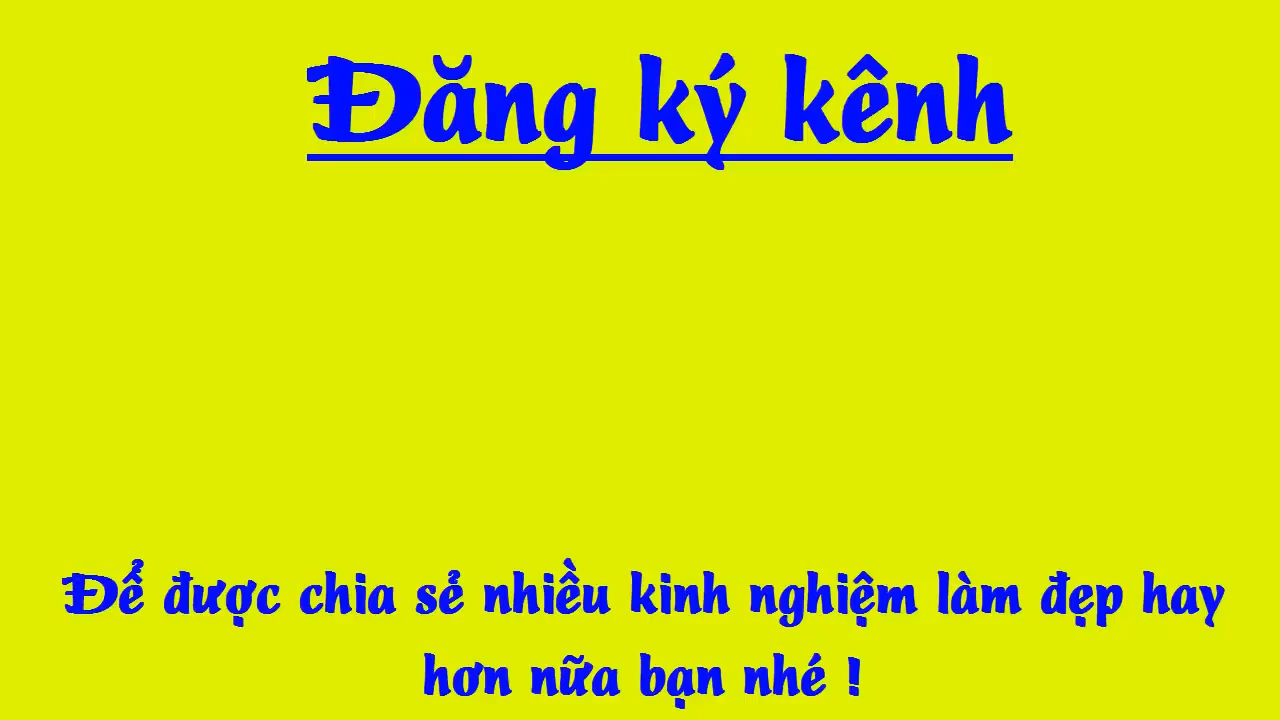 Đăng ký kênh
Để được chia sẻ nhiều kinh nghiệm làm đẹp hay
hơn nữa bạn nhé !